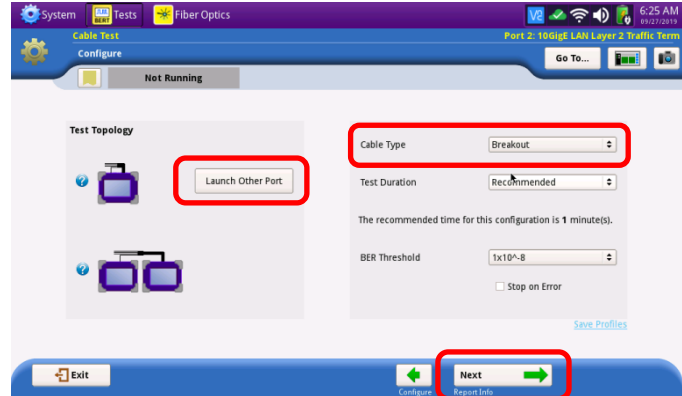 System Tests Fiber Optics 6:25 AM
BERT V2 09/27/2019
Cable Test Port 2: 10GigE LAN Layer 2 Traffic Term
Configure Go To...
Not Running
Test Topology
Cable Type Breakout
Launch Other Port
Test Duration Recommended
The recommended time for this configuration is 1 minute(s).
BER Threshold 1x10^-8
Stop on Error
Save Profiles
Exit Next
Configure Report Info